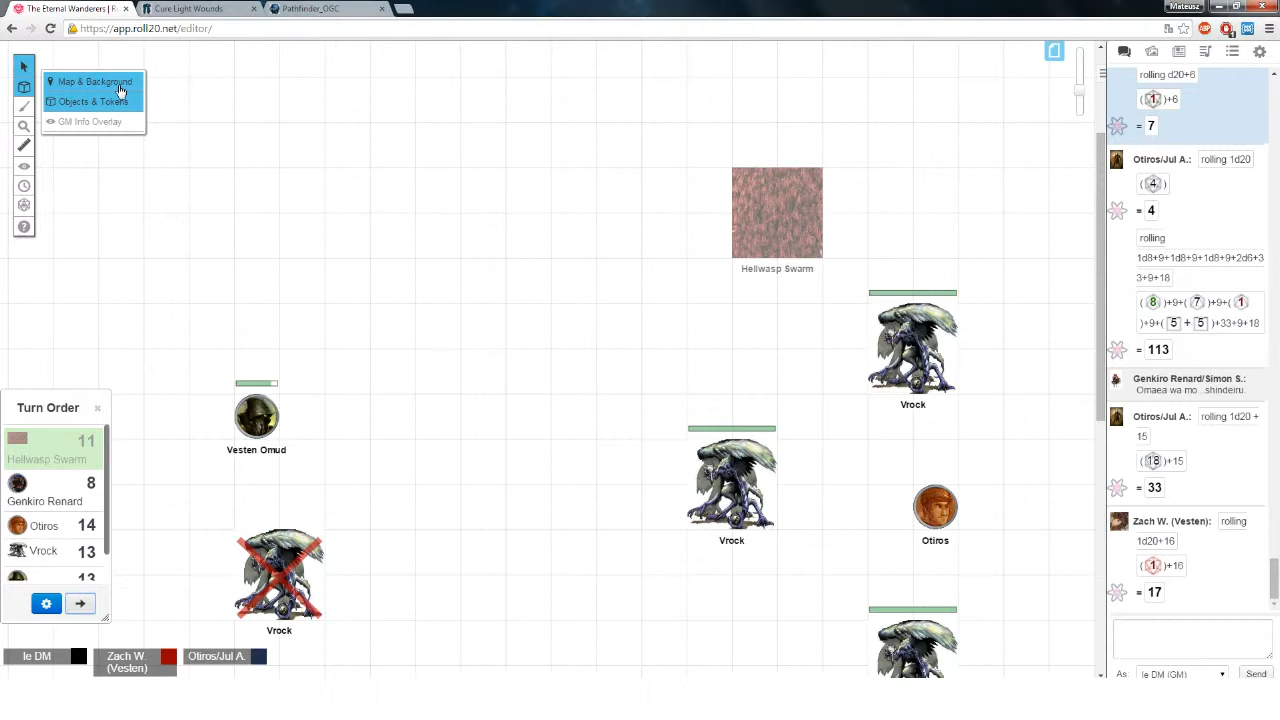 The Eternal Wanderers | R
Cure Light Wounds
Pathfinder_OGC
Mateusz
https://app.roll20.net/editor/
Map & Background
Objects & Tokens
GM Info Overlay
Hellwasp Swarm
Vrock
Vesten Omud
Vrock
Otiros
Vrock
Turn Order
11
Hellwasp Swarm
8
Genkiro Renard
Otiros 14
Vrock 13
13
le DM
Zach W.
(Vesten)
Otiros/Jul A.
rolling d20+6
(1)+6
= 7
Otiros/Jul A.: rolling 1d20
(4)
= 4
rolling
1d8+9+1d8+9+1d8+9+2d6+3
3+9+18
(8)+9+(7)+9+(1
)+9+(5+5)+33+9+18
= 113
Genkiro Renard/Simon S.:
Omaea wa mo...shindeiru.
Otiros/Jul A.: rolling 1d20 +
15
(18)+15
= 33
Zach W. (Vesten): rolling
1d20+16
(1)+16
= 17
As: le DM (GM) Send